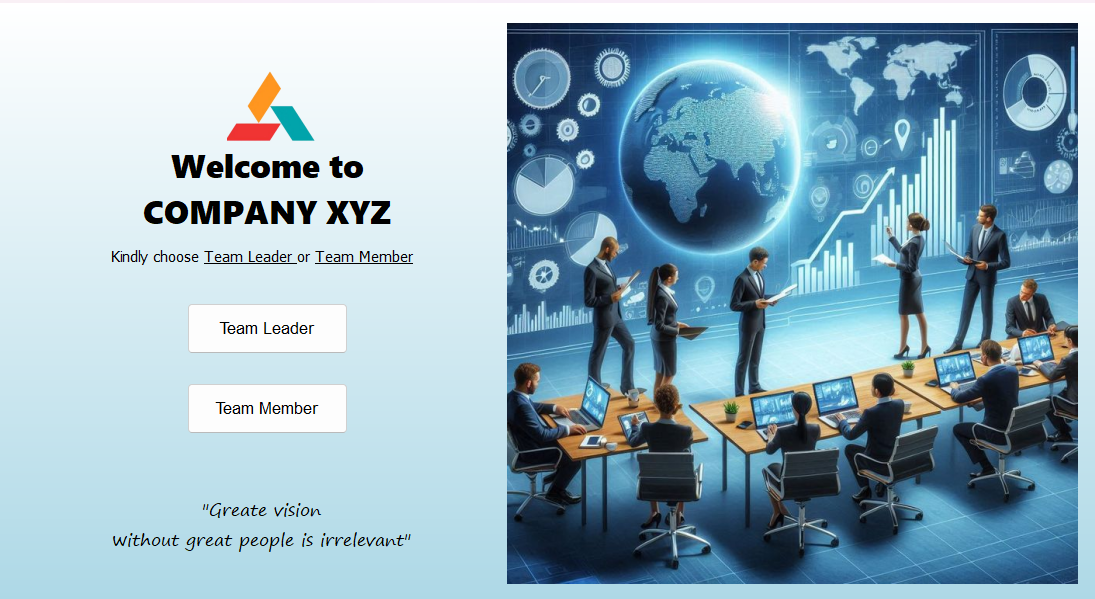 Welcome to
COMPANY XYZ
Kindly choose Team Leader or Team Member
Team Leader
Team Member
"Greate vision
without great people is irrelevant"